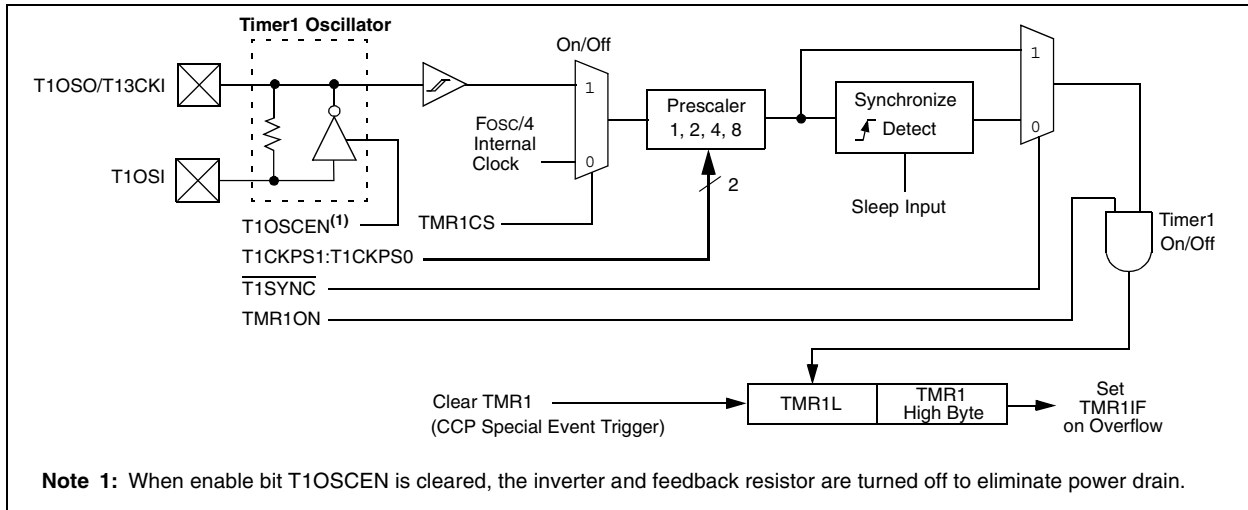 Timer1 Oscillator
T1OSO/T13CKI
T1OSI
On/Off
1
0
FOSC/4
Internal
Clock
Prescaler
1, 2, 4, 8
2
Synchronize
Detect
Sleep Input
1
0
T1OSCEN(1)
TMR1CS
T1CKPS1:T1CKPS0
T1SYNC
TMR1ON
Timer1
On/Off
Clear TMR1
(CCP Special Event Trigger)
TMR1L
TMR1
High Byte
Set
TMR1IF
on Overflow
Note 1: When enable bit T1OSCEN is cleared, the inverter and feedback resistor are turned off to eliminate power drain.